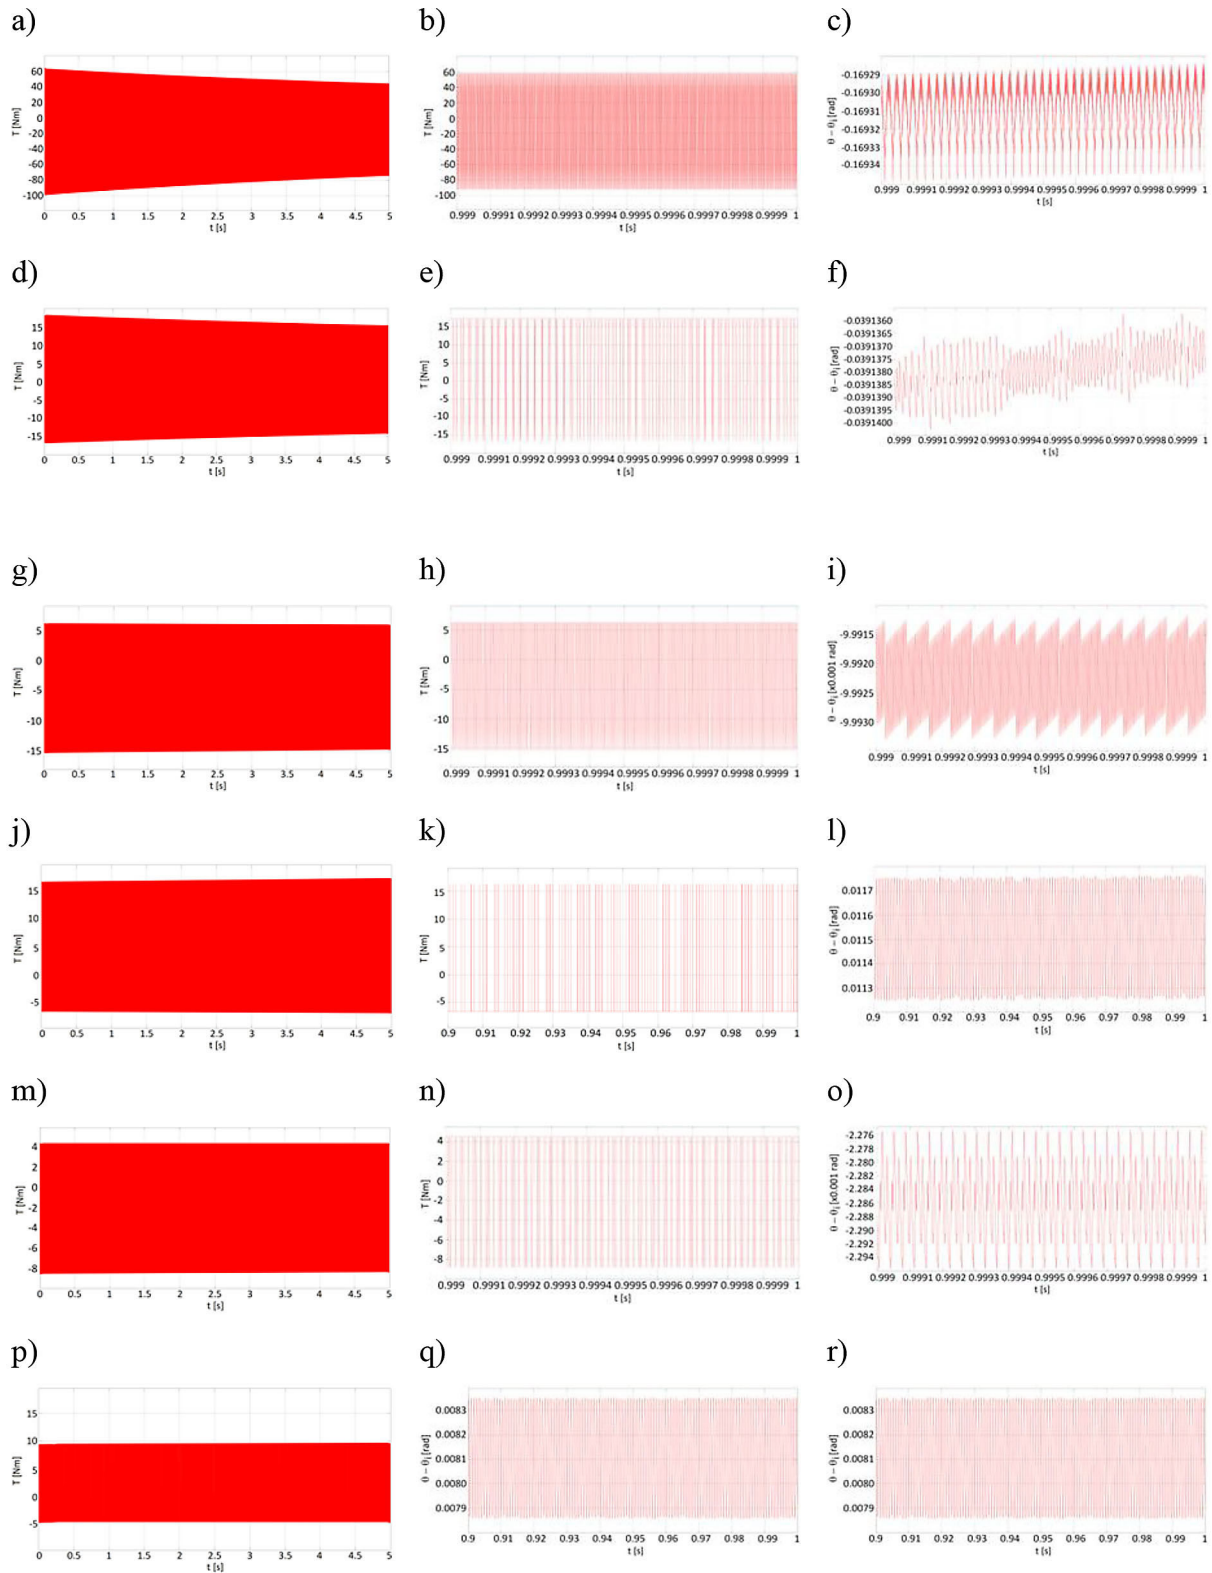 a)
b)
c)
T [Nm]
60
40
20
0
-20
-40
-60
-80
-100
0 0.5 1 1.5 2 2.5 3 3.5 4 4.5 5
t [s]
T [Nm]
60
40
20
0
-20
-40
-60
-80
-100
0.999 0.9991 0.9992 0.9993 0.9994 0.9995 0.9996 0.9997 0.9998 0.9999 1
t [s]
θ − θi [rad]
-0.16929
-0.16930
-0.16931
-0.16932
-0.16933
-0.16934
0.999 0.9991 0.9992 0.9993 0.9994 0.9995 0.9996 0.9997 0.9998 0.9999 1
t [s]
d)
e)
f)
T [Nm]
15
10
5
0
-5
-10
-15
0 0.5 1 1.5 2 2.5 3 3.5 4 4.5 5
t [s]
T [Nm]
15
10
5
0
-5
-10
-15
0.999 0.9991 0.9992 0.9993 0.9994 0.9995 0.9996 0.9997 0.9998 0.9999 1
t [s]
θ − θi [rad]
-0.0391360
-0.0391365
-0.0391370
-0.0391375
-0.0391380
-0.0391385
-0.0391390
-0.0391395
-0.0391400
0.999 0.9991 0.9992 0.9993 0.9994 0.9995 0.9996 0.9997 0.9998 0.9999 1
t [s]
g)
h)
i)
T [Nm]
5
0
-5
-10
-15
0 0.5 1 1.5 2 2.5 3 3.5 4 4.5 5
t [s]
T [Nm]
5
0
-5
-10
-15
0.999 0.9991 0.9992 0.9993 0.9994 0.9995 0.9996 0.9997 0.9998 0.9999 1
t [s]
θ − θi [x0.001 rad]
-9.9915
-9.9920
-9.9925
-9.9930
0.999 0.9991 0.9992 0.9993 0.9994 0.9995 0.9996 0.9997 0.9998 0.9999 1
t [s]
j)
k)
l)
T [Nm]
15
10
5
0
-5
0 0.5 1 1.5 2 2.5 3 3.5 4 4.5 5
t [s]
T [Nm]
15
10
5
0
-5
0.9 0.91 0.92 0.93 0.94 0.95 0.96 0.97 0.98 0.99 1
t [s]
θ − θi [rad]
0.0117
0.0116
0.0115
0.0114
0.0113
0.9 0.91 0.92 0.93 0.94 0.95 0.96 0.97 0.98 0.99 1
t [s]
m)
n)
o)
T [Nm]
4
2
0
-2
-4
-6
-8
0 0.5 1 1.5 2 2.5 3 3.5 4 4.5 5
t [s]
T [Nm]
4
2
0
-2
-4
-6
-8
0.999 0.9991 0.9992 0.9993 0.9994 0.9995 0.9996 0.9997 0.9998 0.9999 1
t [s]
θ − θi [x0.001 rad]
-2.276
-2.278
-2.280
-2.282
-2.284
-2.286
-2.288
-2.290
-2.292
-2.294
0.999 0.9991 0.9992 0.9993 0.9994 0.9995 0.9996 0.9997 0.9998 0.9999 1
t [s]
p)
q)
r)
T [Nm]
15
10
5
0
-5
0 0.5 1 1.5 2 2.5 3 3.5 4 4.5 5
t [s]
θ − θi [rad]
0.0083
0.0082
0.0081
0.0080
0.0079
0.9 0.91 0.92 0.93 0.94 0.95 0.96 0.97 0.98 0.99 1
t [s]
θ − θi [rad]
0.0083
0.0082
0.0081
0.0080
0.0079
0.9 0.91 0.92 0.93 0.94 0.95 0.96 0.97 0.98 0.99 1
t [s]